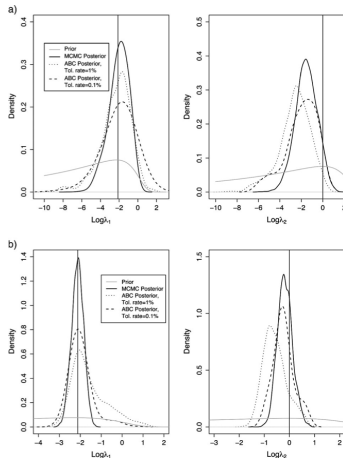 a)
0.4
0.3
0.2
0.1
0.0
Density
Prior
MCMC Posterior
ABC Posterior,
Tol. rate=1%
ABC Posterior,
Tol. rate=0.1%
−10 −8 −6 −4 −2 0 2
Logλ1
0.5
0.4
0.3
0.2
0.1
0.0
Density
−10 −8 −6 −4 −2 0 2
Logλ2
b)
1.4
1.2
1.0
0.8
0.6
0.4
0.2
0.0
Density
Prior
MCMC Posterior
ABC Posterior,
Tol. rate=1%
ABC Posterior,
Tol. rate=0.1%
−4 −3 −2 −1 0 1 2
Logλ1
1.5
1.0
0.5
0.0
Density
−3 −2 −1 0 1 2
Logλ2